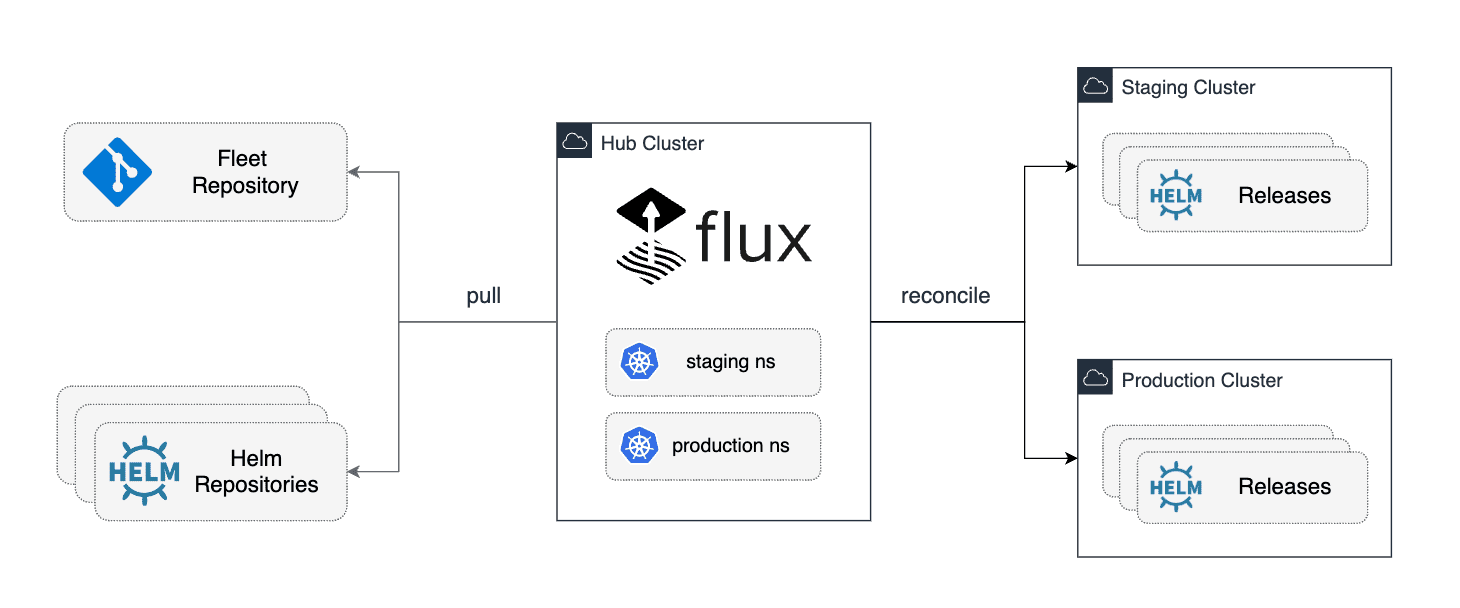 Fleet
Repository
HELM
Helm
Repositories
pull
Hub Cluster
flux
staging ns
production ns
reconcile
Staging Cluster
HELM
Releases
Production Cluster
HELM
Releases